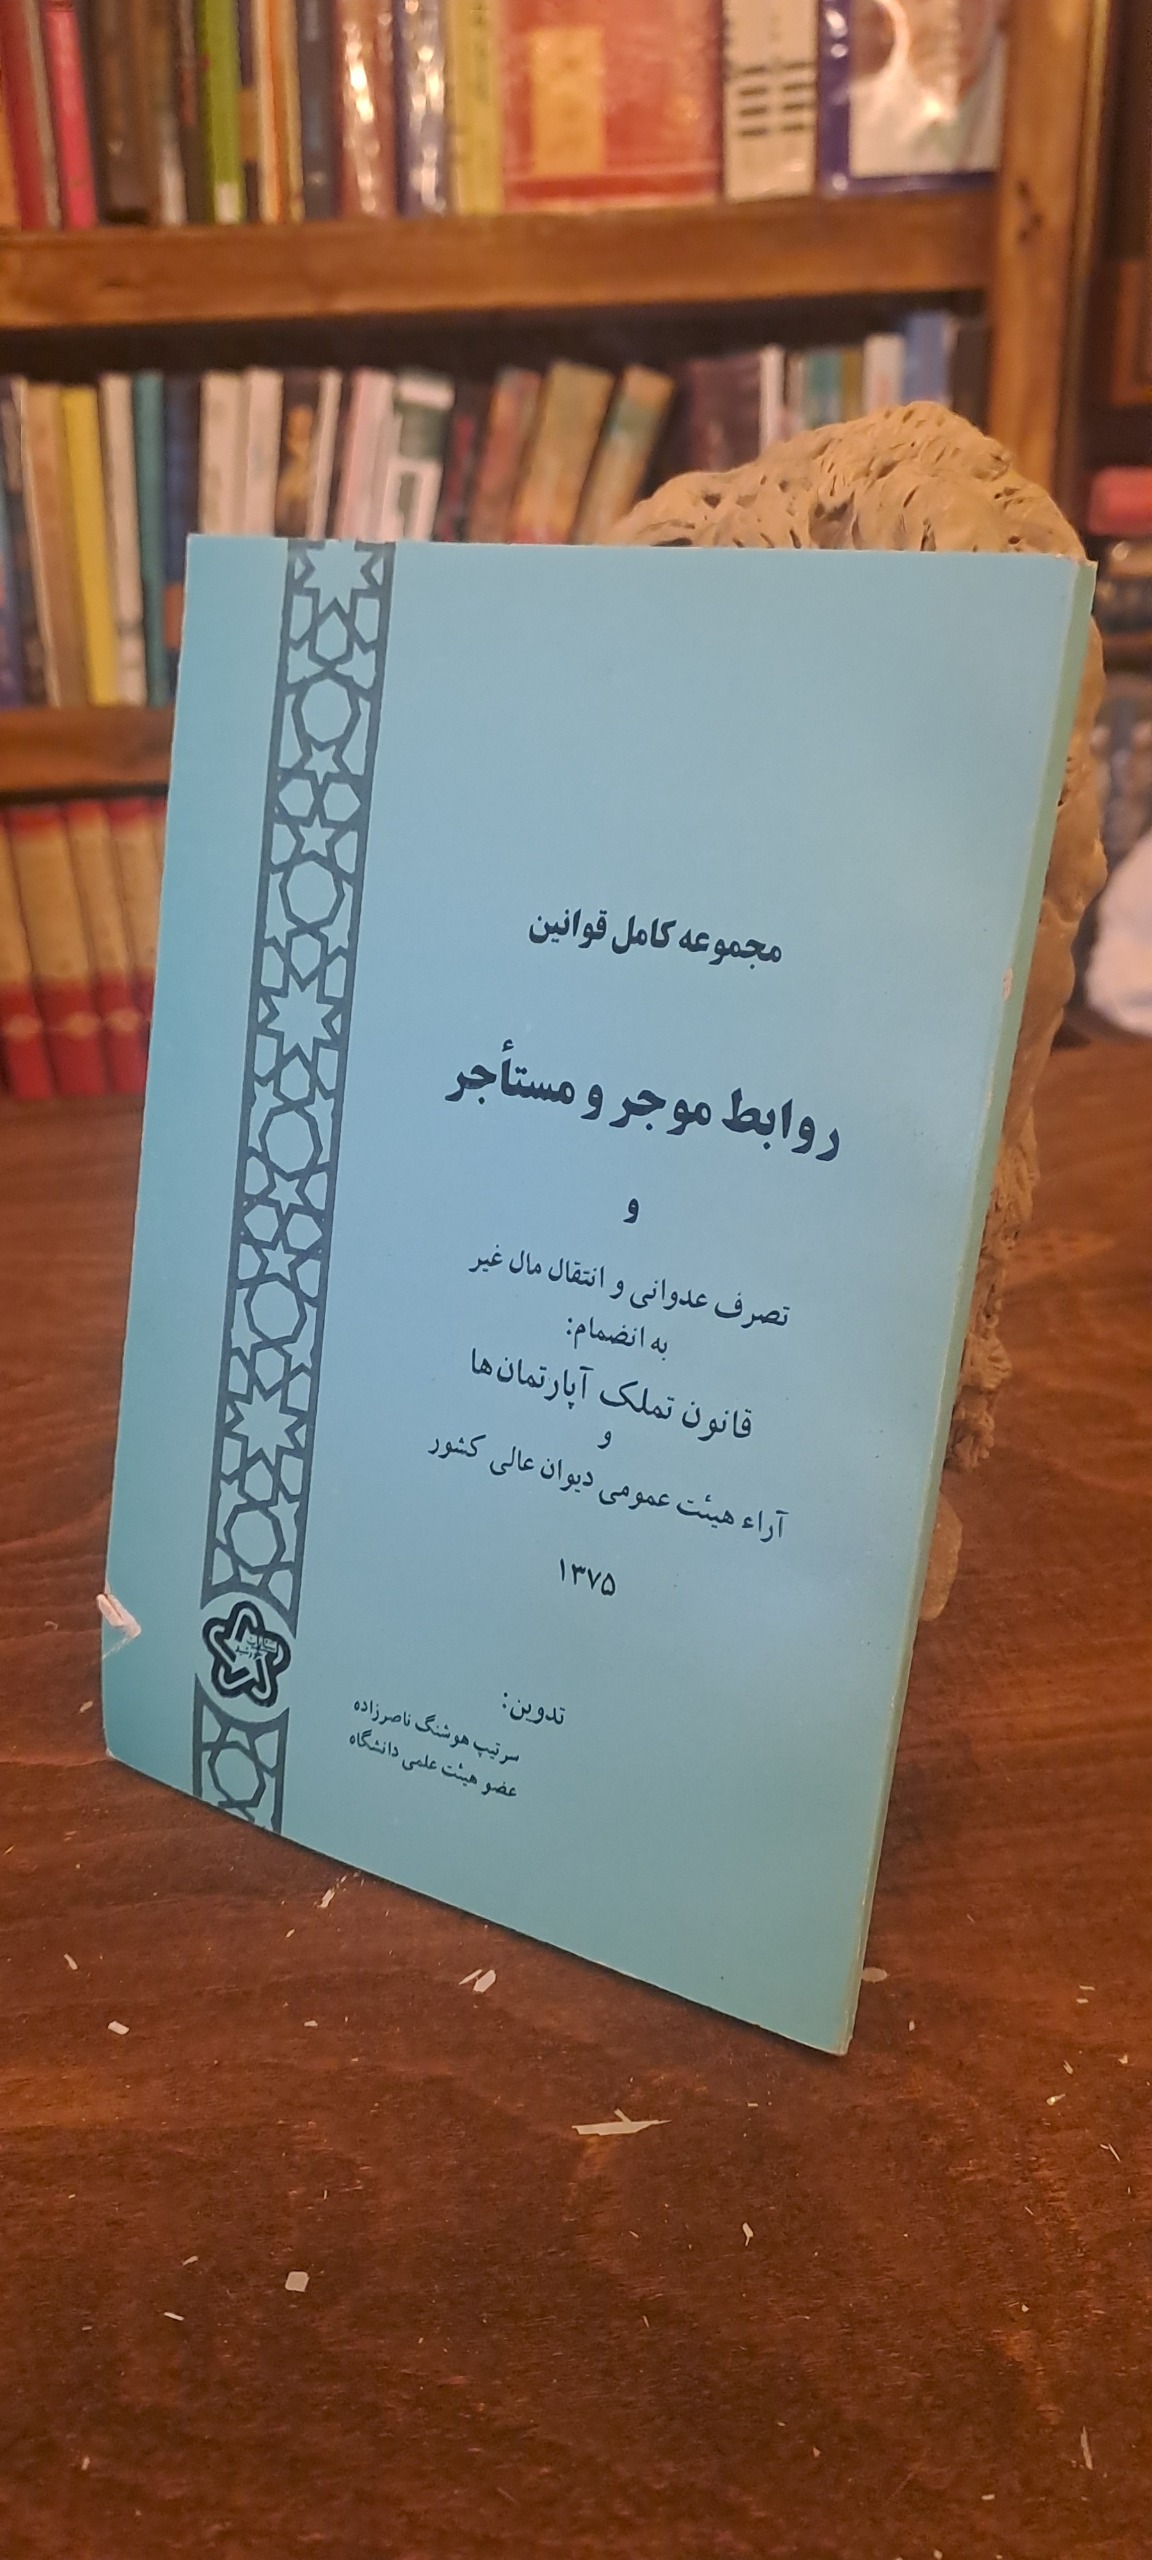 مجموعه کامل قوانین
روابط موجر و مستأجر
و
تصرف عدوانی و انتقال مال غیر
به انضمام:
قانون تملک آپارتمان‌ها
و
آراء هیئت عمومی دیوان عالی کشور
۱۳۷۵
تدوین:
سرتیپ هوشنگ ناصرزاده
عضو هیئت علمی دانشگاه